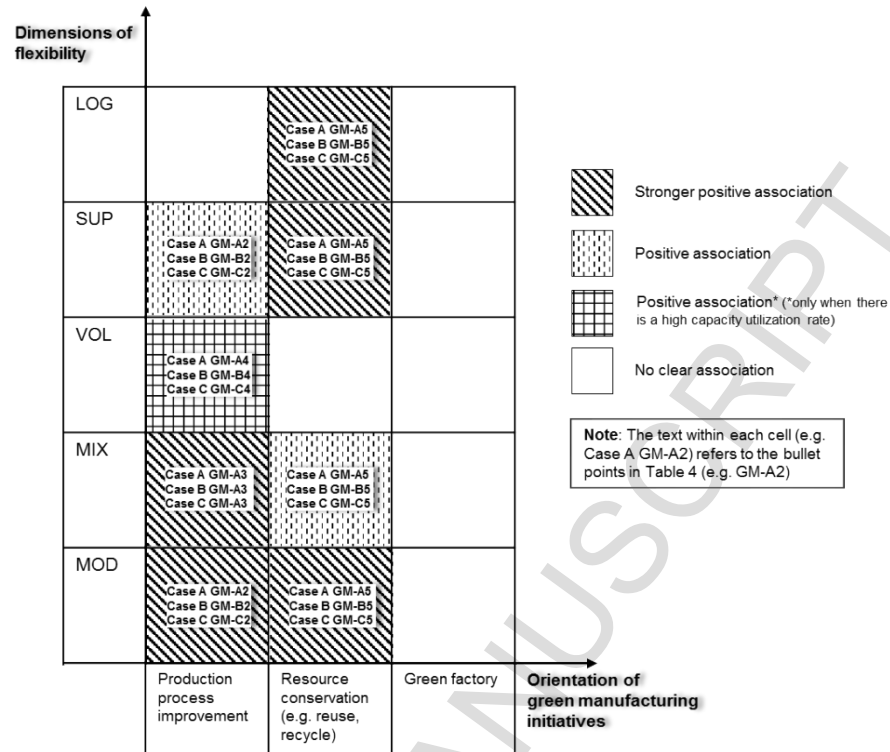 Dimensions of
flexibility
LOG
Case A GM-A5
Case B GM-B5
Case C GM-C5
SUP
Case A GM-A2
Case B GM-B2
Case C GM-C2
Case A GM-A5
Case B GM-B5
Case C GM-C5
VOL
Case A GM-A4
Case B GM-B4
Case C GM-C4
MIX
Case A GM-A3
Case B GM-A3
Case C GM-A3
Case A GM-A5
Case B GM-B5
Case C GM-C5
MOD
Case A GM-A2
Case B GM-B2
Case C GM-C2
Case A GM-A5
Case B GM-B5
Case C GM-C5
Production
process
improvement
Resource
conservation
(e.g. reuse,
recycle)
Green factory
Orientation of
green manufacturing
initiatives
Stronger positive association
Positive association
Positive association* (*only when there
is a high capacity utilization rate)
No clear association
Note: The text within each cell (e.g.
Case A GM-A2) refers to the bullet
points in Table 4 (e.g. GM-A2)
ANUSCRIPT